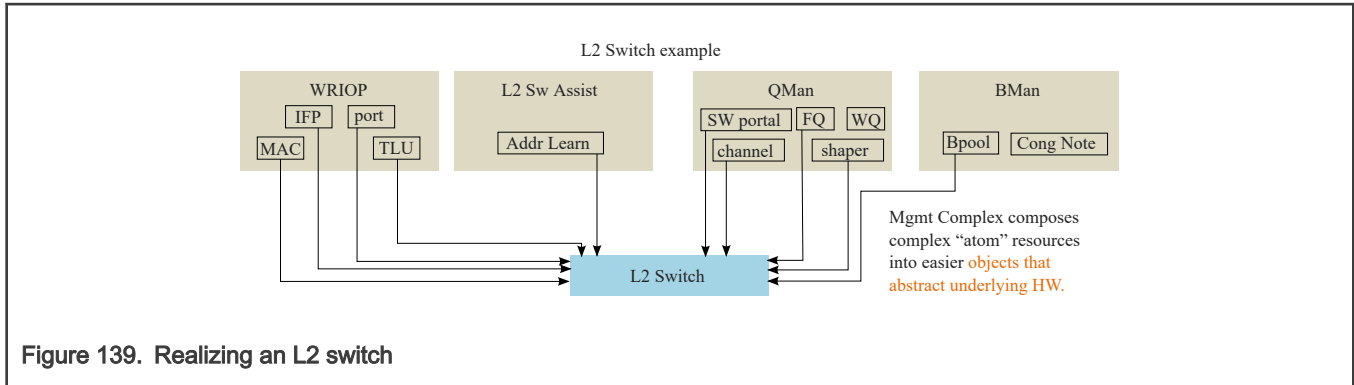 L2 Switch example
WRIOP
IFP
port
MAC
TLU
L2 Sw Assist
Addr Learn
QMan
SW portal
FQ
WQ
channel
shaper
BMan
Bpool
Cong Note
L2 Switch
Mgmt Complex composes
complex “atom” resources
into easier objects that
abstract underlying HW.
Figure 139. Realizing an L2 switch